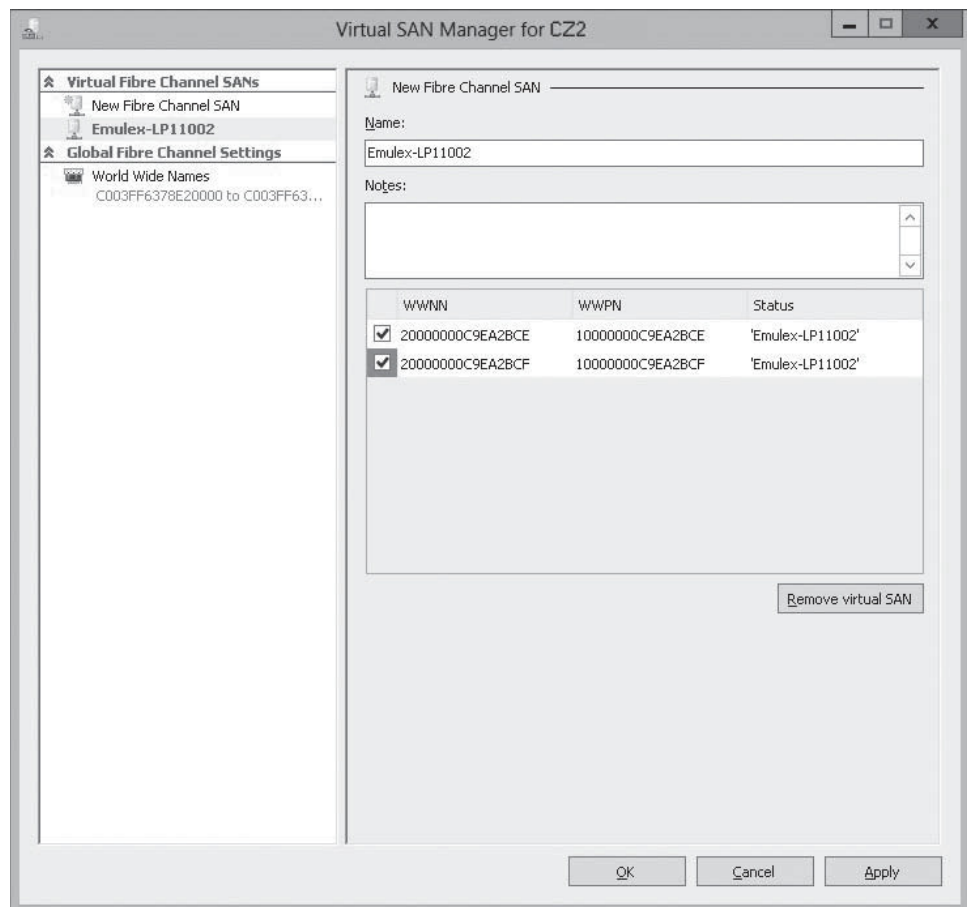 Virtual SAN Manager for CZ2
Virtual Fibre Channel SANs
New Fibre Channel SAN
Emulex-LP11002
Global Fibre Channel Settings
World Wide Names
C003FF6378E20000 to C003FF63...
New Fibre Channel SAN
Name:
Emulex-LP11002
Notes:
WWNN WWPN Status
20000000C9EA2BCE 10000000C9EA2BCE 'Emulex-LP11002'
20000000C9EA2BCF 10000000C9EA2BCF 'Emulex-LP11002'
Remove virtual SAN
OK Cancel Apply